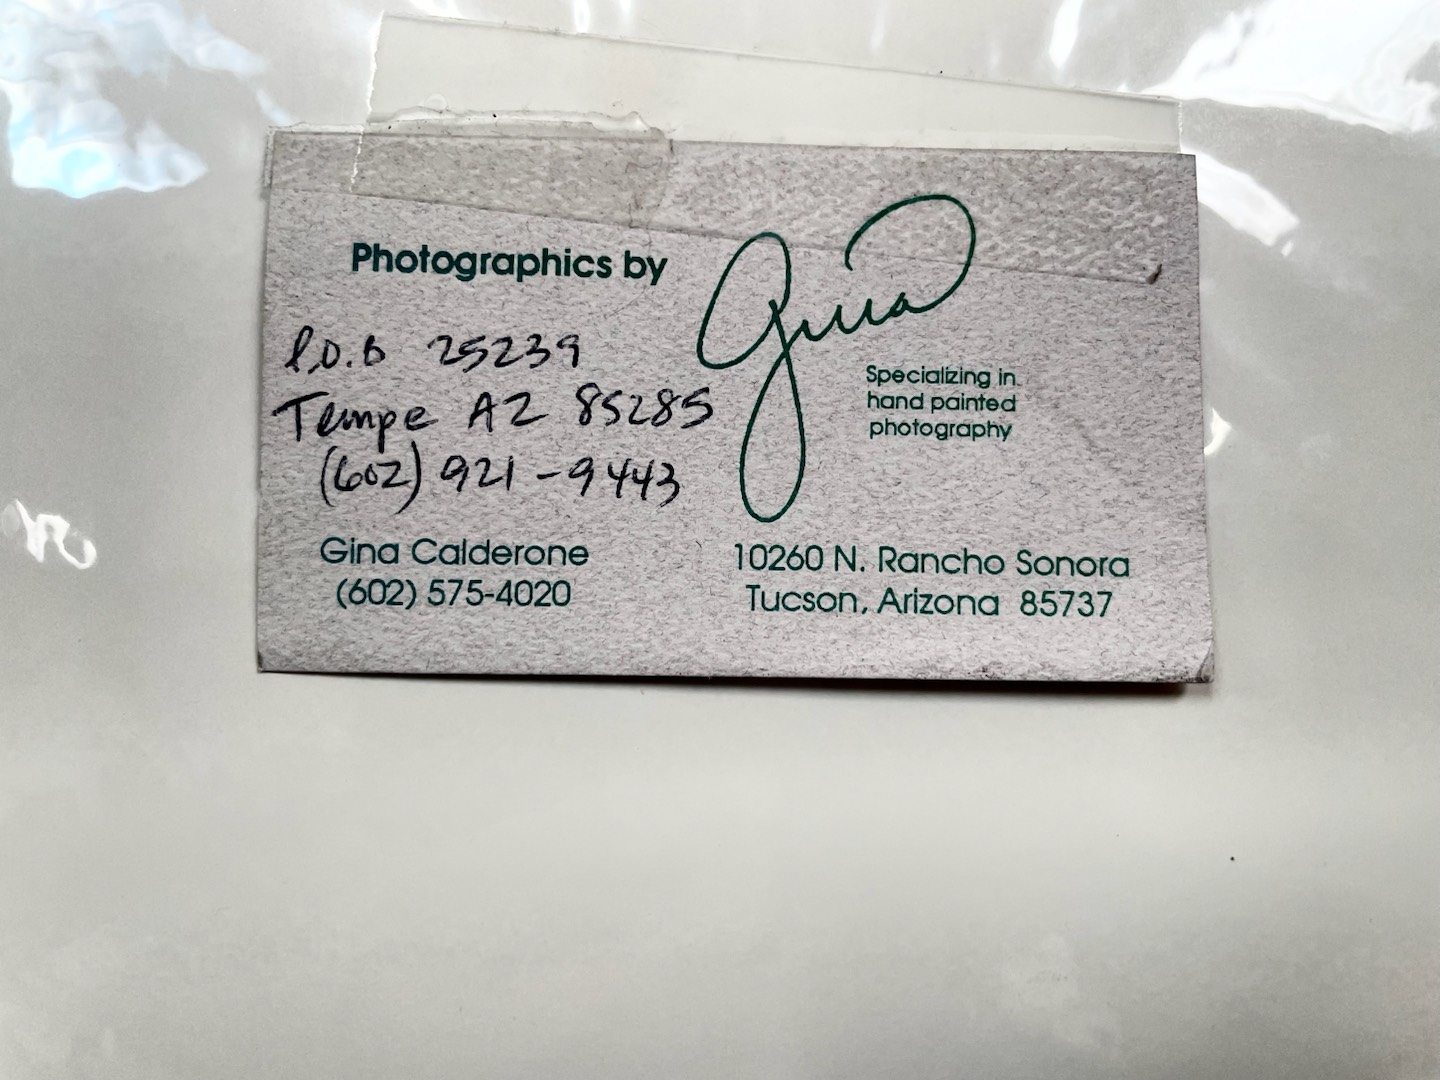 Photographics by Gina
P.O.B 25239
Tempe AZ 85285
(602) 921-9443
Specializing in
hand painted
photography
Gina Calderone
(602) 575-4020
10260 N. Rancho Sonora
Tucson, Arizona 85737